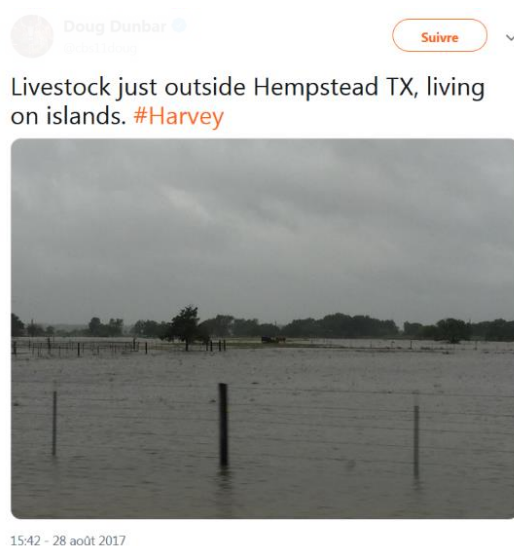 Doug Dunbar
Suivre
Livestock just outside Hempstead TX, living
on islands. #Harvey
15:42 - 28 août 2017